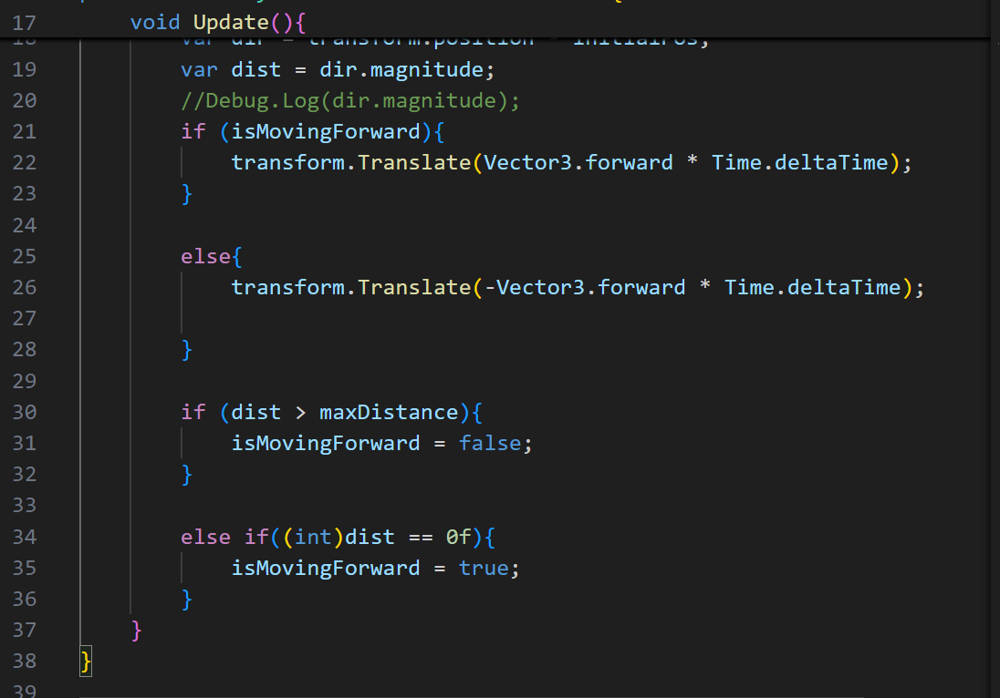 17 void Update(){
18 var dir = transform.position - initialPos;
19 var dist = dir.magnitude;
20 //Debug.Log(dir.magnitude);
21 if (isMovingForward){
22 transform.Translate(Vector3.forward * Time.deltaTime);
23 }
24
25 else{
26 transform.Translate(-Vector3.forward * Time.deltaTime);
27
28 }
29
30 if (dist > maxDistance){
31 isMovingForward = false;
32 }
33
34 else if((int)dist == 0f){
35 isMovingForward = true;
36 }
37 }
38 }
39